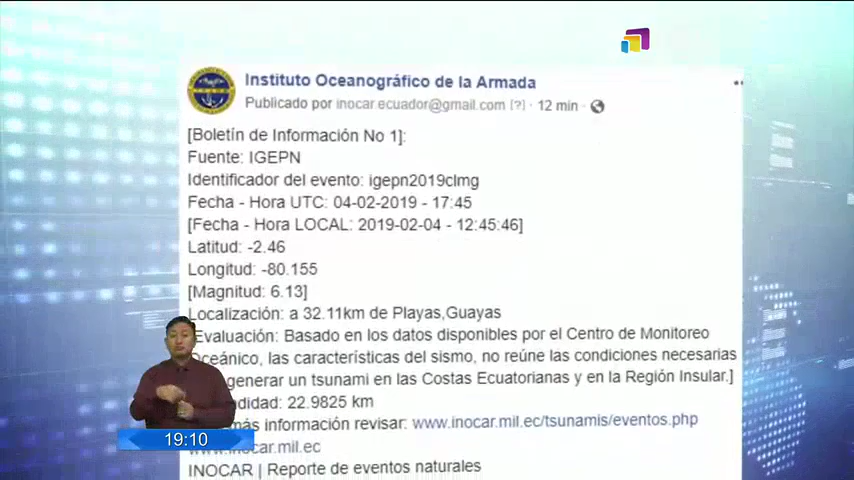 Instituto Oceanográfico de la Armada
Publicado por inocar.ecuador@gmail.com [?] · 12 min ·
[Boletín de Información No 1]:
Fuente: IGEPN
Identificador del evento: igepn2019clmg
Fecha - Hora UTC: 04-02-2019 - 17:45
[Fecha - Hora LOCAL: 2019-02-04 - 12:45:46]
Latitud: -2.46
Longitud: -80.155
[Magnitud: 6.13]
Localización: a 32.11km de Playas,Guayas
Evaluación: Basado en los datos disponibles por el Centro de Monitoreo
Oceánico, las características del sismo, no reúne las condiciones necesarias
generar un tsunami en las Costas Ecuatorianas y en la Región Insular.]
ndidad: 22.9825 km
más información revisar: www.inocar.mil.ec/tsunamis/eventos.php
www.inocar.mil.ec
INOCAR | Reporte de eventos naturales
19:10